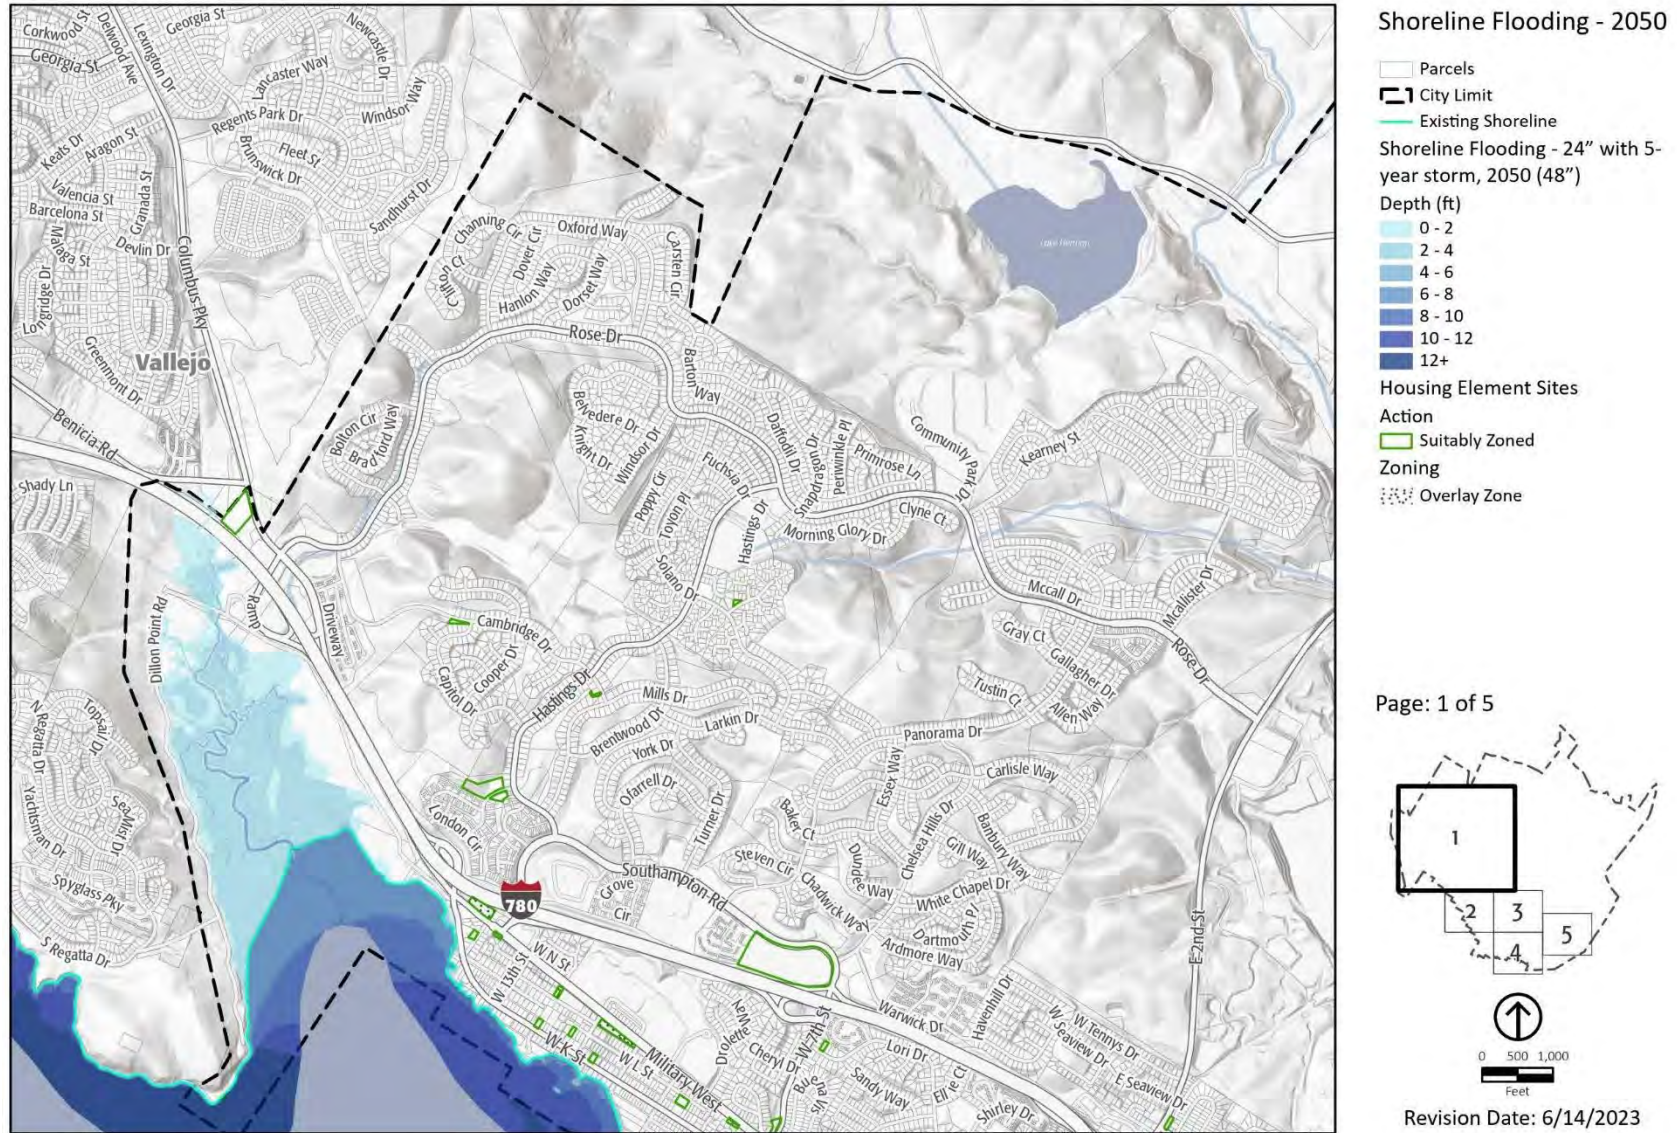 Shoreline Flooding - 2050
Parcels
City Limit
Existing Shoreline
Shoreline Flooding - 24” with 5-
year storm, 2050 (48”)
Depth (ft)
0 - 2
2 - 4
4 - 6
6 - 8
8 - 10
10 - 12
12+
Housing Element Sites
Action
Suitably Zoned
Zoning
Overlay Zone
Page: 1 of 5
1
2
3
4
5
0 500 1,000
Feet
Revision Date: 6/14/2023
Corkwood St
Georgia St
Delwood Ave
Lexington Dr
Georgia St
Newcastle Dr
Lancaster Way
Windsor Way
Regents Park Dr
Keats Dr
Aragon St
Fleet St
Brunswick Dr
Valencia St
Barcelona St
Granada St
Malaga St
Devlin Dr
Sandhurst Dr
Longridge Dr
Columbus Pky
Greenmont Dr
Vallejo
Benicia Rd
Shady Ln
Channing Cir
Clifton Ct
Dover Cir
Hanlon Way
Oxford Way
Dorset Way
Carsten Cir
Rose Dr
Barton Way
Bolton Cir
Bradford Way
Belvedere Dr
Knight Dr
Windsor Dr
Poppy Cir
Toyon Pl
Fuchsia Dr
Daffodil Dr
Snapdragon Dr
Periwinkle Pl
Primrose Ln
Community Park Dr
Kearney St
Clyne Ct
Morning Glory Dr
Hastings Dr
Solano Dr
Mccall Dr
Mcallister Dr
Rose Dr
Gray Ct
Gallagher Dr
Allen Way
Tustin Ct
Ramp
Driveway
Dillon Point Rd
Cambridge Dr
Cooper Dr
Capitol Dr
Hastings Dr
Mills Dr
Brentwood Dr
Larkin Dr
York Dr
Ofarrell Dr
Turner Dr
Panorama Dr
Essex Way
Carlisle Way
Baker Ct
Chelsea Hills Dr
Banbury Way
Grill Way
Dupree Way
Steven Cir
Chadwick Way
White Chapel Dr
Dartmouth Pl
Ardmore Way
N Regatta Dr
Topsail Dr
Yachtsman Dr
Sea Mist Dr
Spyglass Pky
S Regatta Dr
London Cir
780
Grove
Cir
Southampton Rd
W N St
W 13th St
W K St
W L St
Military West
Drolette Way
Cheryl Dr
W 7th St
Warwick Dr
Havenhill Dr
W Tennys Dr
W Seaview Dr
E Seaview Dr
E 2nd St
Lori Dr
Sandy Way
Shirley Dr